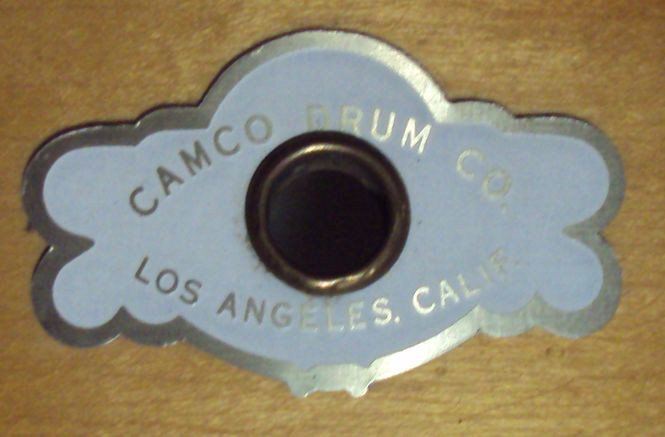 CAMCO DRUM CO.
LOS ANGELES, CALIF.